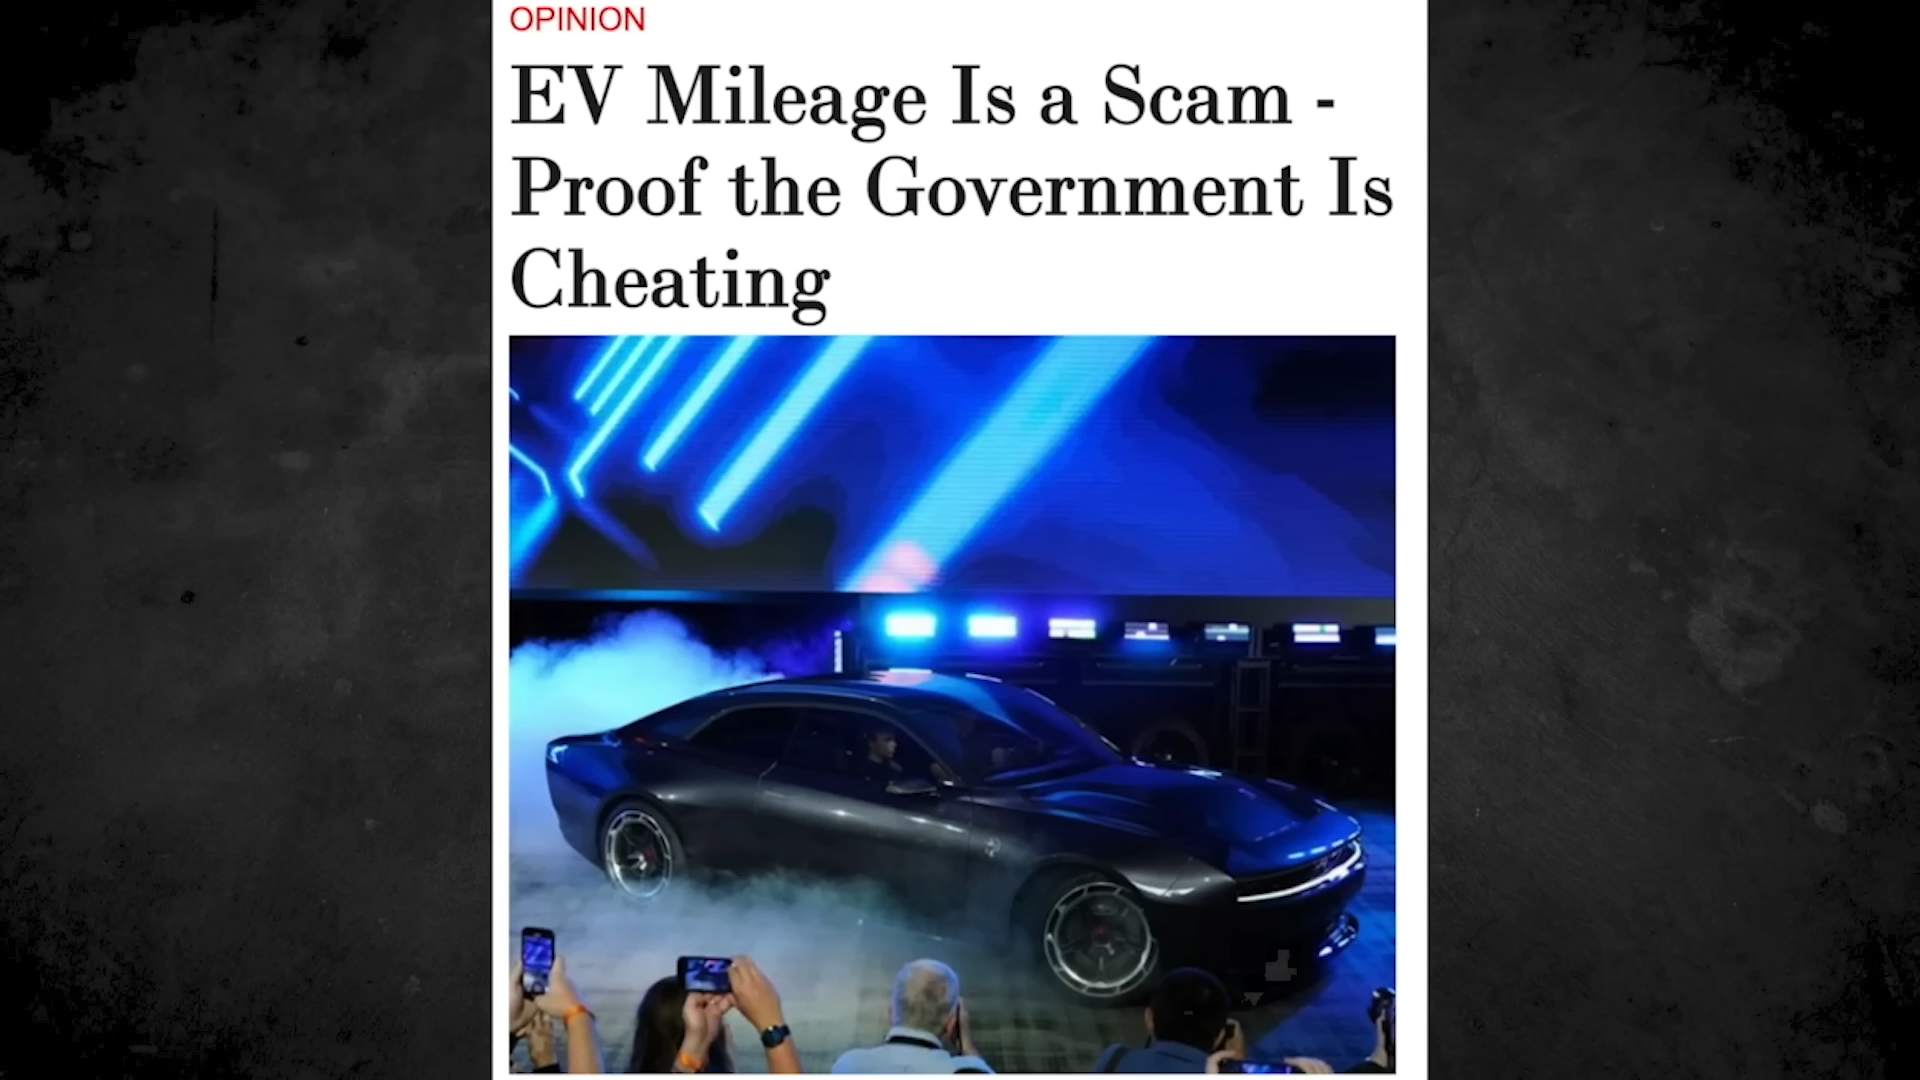 OPINION
EV Mileage Is a Scam -
Proof the Government Is
Cheating